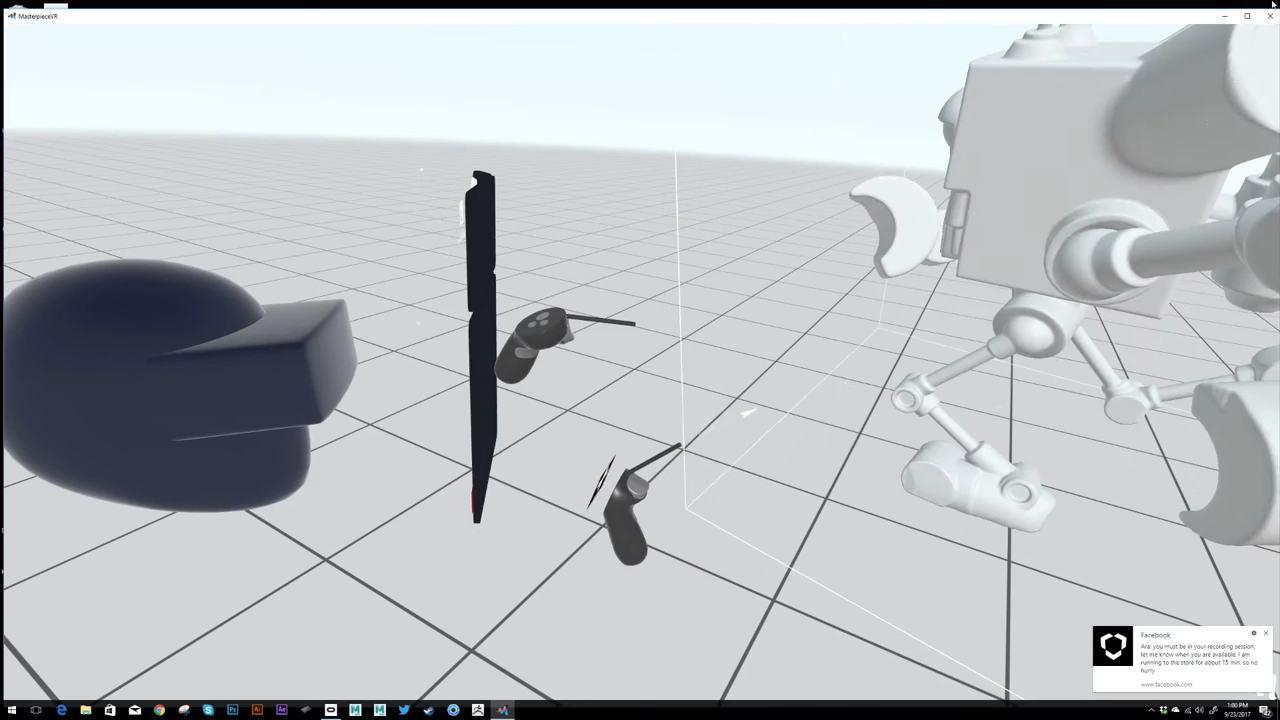 MasterpieceVR
Facebook
Ara: you must be in your recording session,
let me know when you are available, I am
running to the store for about 15 min, so no
hurry
www.facebook.com
1:00 PM
9/23/2017